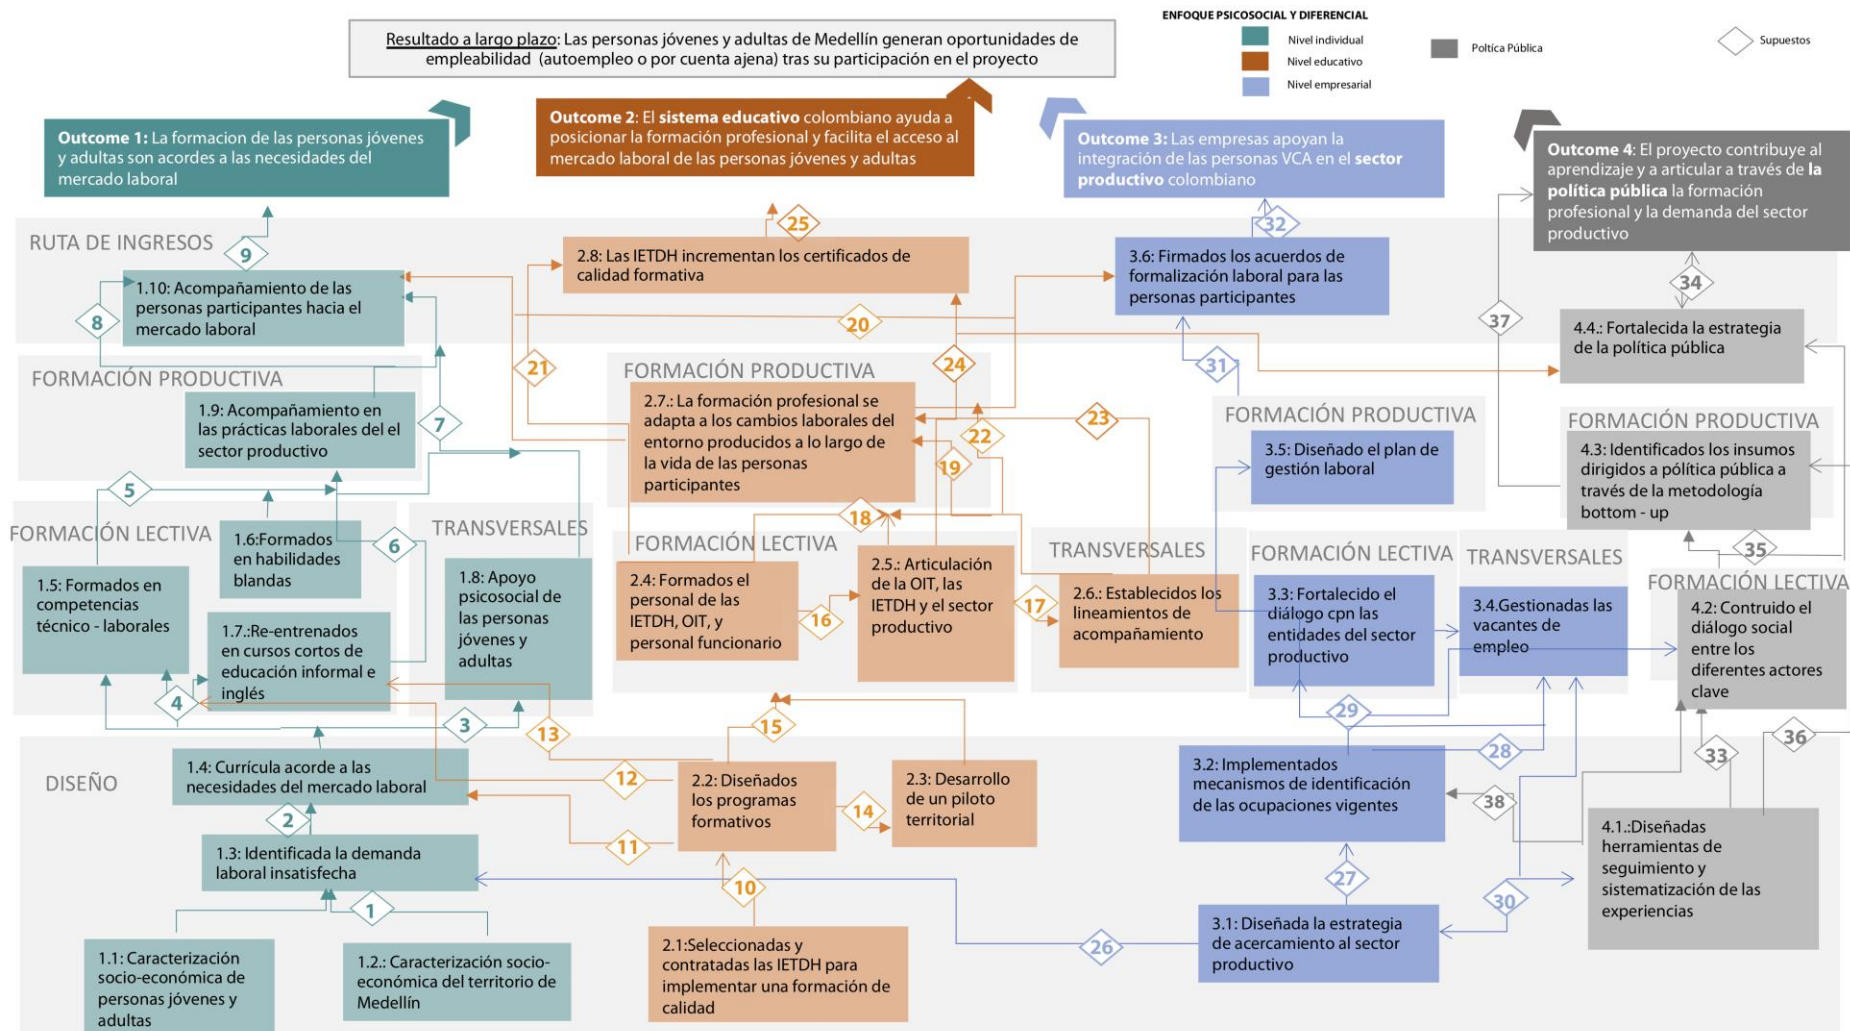 ENFOQUE PSICOSOCIAL Y DIFERENCIAL
Nivel individual
Nivel educativo
Nivel empresarial
Poltíca Pública
Supuestos
Resultado a largo plazo: Las personas jóvenes y adultas de Medellín generan oportunidades de
empleabilidad (autoempleo o por cuenta ajena) tras su participación en el proyecto
Outcome 1: La formacion de las personas jóvenes
y adultas son acordes a las necesidades del
mercado laboral
Outcome 2: El sistema educativo colombiano ayuda a
posicionar la formación profesional y facilita el acceso al
mercado laboral de las personas jóvenes y adultas
Outcome 3: Las empresas apoyan la
integración de las personas VCA en el sector
productivo colombiano
Outcome 4: El proyecto contribuye al
aprendizaje y a articular a través de la
la política pública la formación
profesional y la demanda del sector
productivo
RUTA DE INGRESOS
9
25
32
34
1.10: Acompañamiento de las
personas participantes hacia el
mercado laboral
2.8: Las IETDH incrementan los certificados de
calidad formativa
3.6: Firmados los acuerdos de
formalización laboral para las
personas participantes
4.4.: Fortalecida la estrategia
de la política pública
8
20
37
21
24
31
7
23
22
19
FORMACIÓN PRODUCTIVA
1.9: Acompañamiento en
las prácticas laborales del el
sector productivo
FORMACIÓN PRODUCTIVA
2.7.: La formación profesional se
adapta a los cambios laborales del
entorno producidos a lo largo de
la vida de las personas
participantes
FORMACIÓN PRODUCTIVA
3.5: Diseñado el plan de
gestión laboral
FORMACIÓN PRODUCTIVA
4.3: Identificados los insumos
dirigidos a pólítica pública a
través de la metodología
bottom - up
5
6
18
35
FORMACIÓN LECTIVA
1.5: Formados en
competencias
técnico - laborales
1.6:Formados
en habilidades
blandas
1.7.:Re-entrenados
en cursos cortos de
educación informal e
inglés
TRANSVERSALES
1.8: Apoyo
psicosocial de
las personas
jóvenes y
adultas
FORMACIÓN LECTIVA
2.4: Formados el
personal de las
IETDH, OIT, y
personal funcionario
16
2.5.: Articulación
de la OIT, las
IETDH y el sector
productivo
17
TRANSVERSALES
2.6.: Establecidos los
lineamientos de
acompañamiento
FORMACIÓN LECTIVA
3.3: Fortalecido el
diálogo cpn las
entidades del sector
productivo
TRANSVERSALES
3.4.Gestionadas las
vacantes de
empleo
FORMACIÓN LECTIVA
4.2: Contruido el
diálogo social
entre los
diferentes actores
clave
4
3
13
15
29
28
33
36
DISEÑO
1.4: Currícula acorde a las
necesidades del mercado laboral
12
2.2: Diseñados
los programas
formativos
14
2.3: Desarrollo
de un piloto
territorial
3.2: Implementados
mecanismos de identificación
de las ocupaciones vigentes
38
4.1.:Diseñadas
herramientas de
seguimiento y
sistematización de las
experiencias
2
11
1.3: Identificada la demanda
laboral insatisfecha
10
27
30
1
26
1.1: Caracterización
socio-económica de
personas jóvenes y
adultas
1.2.: Caracterización socio-
económica del territorio de
Medellín
2.1:Seleccionadas y
contratadas las IETDH para
implementar una formación de
calidad
3.1: Diseñada la estrategia
de acercamiento al sector
productivo